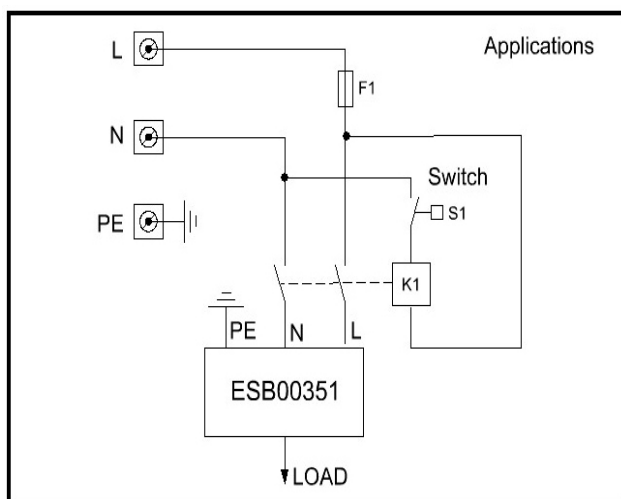 Applications
L
F1
N
Switch
S1
PE
K1
PE
N
L
ESB00351
LOAD